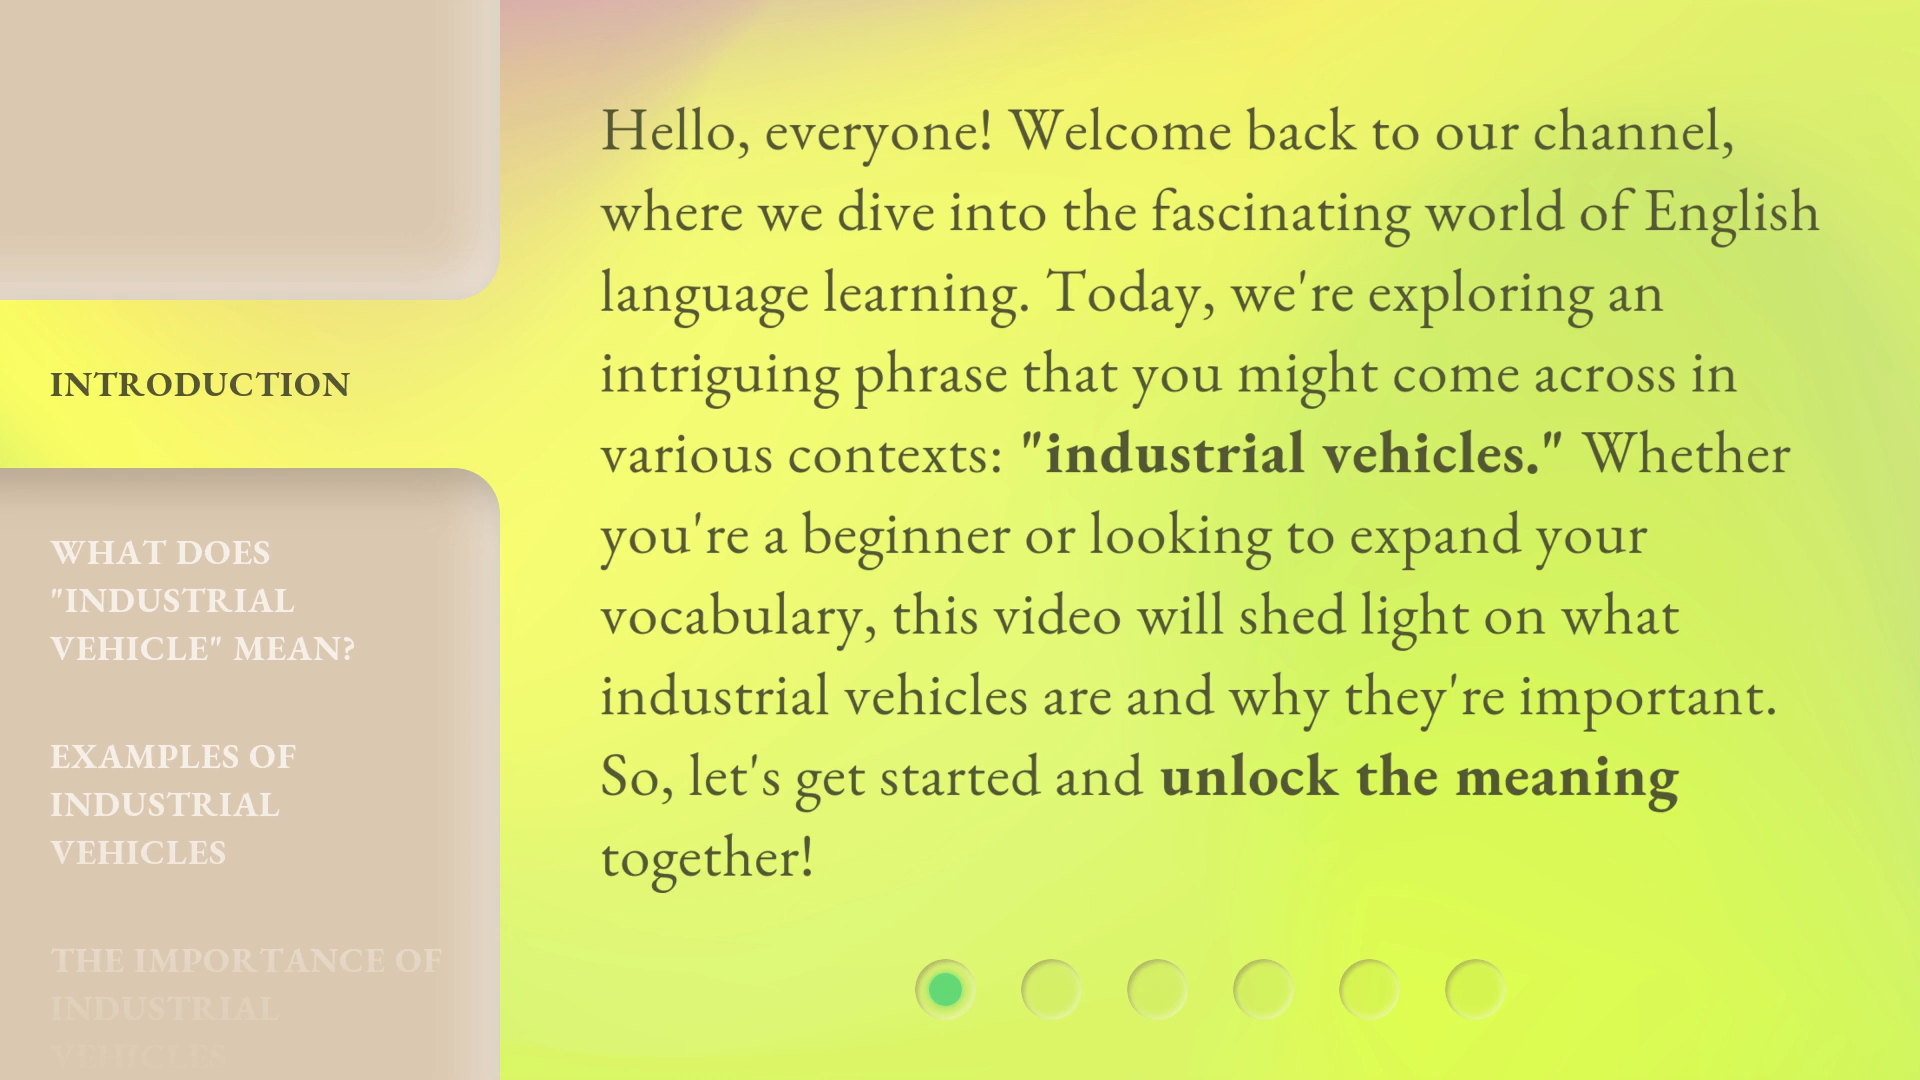 INTRODUCTION
WHAT DOES
"INDUSTRIAL
VEHICLE" MEAN?
EXAMPLES OF
INDUSTRIAL
VEHICLES
THE IMPORTANCE OF
INDUSTRIAL
VEHICLES
Hello, everyone! Welcome back to our channel,
where we dive into the fascinating world of English
language learning. Today, we're exploring an
intriguing phrase that you might come across in
various contexts: "industrial vehicles." Whether
you're a beginner or looking to expand your
vocabulary, this video will shed light on what
industrial vehicles are and why they're important.
So, let's get started and unlock the meaning
together!